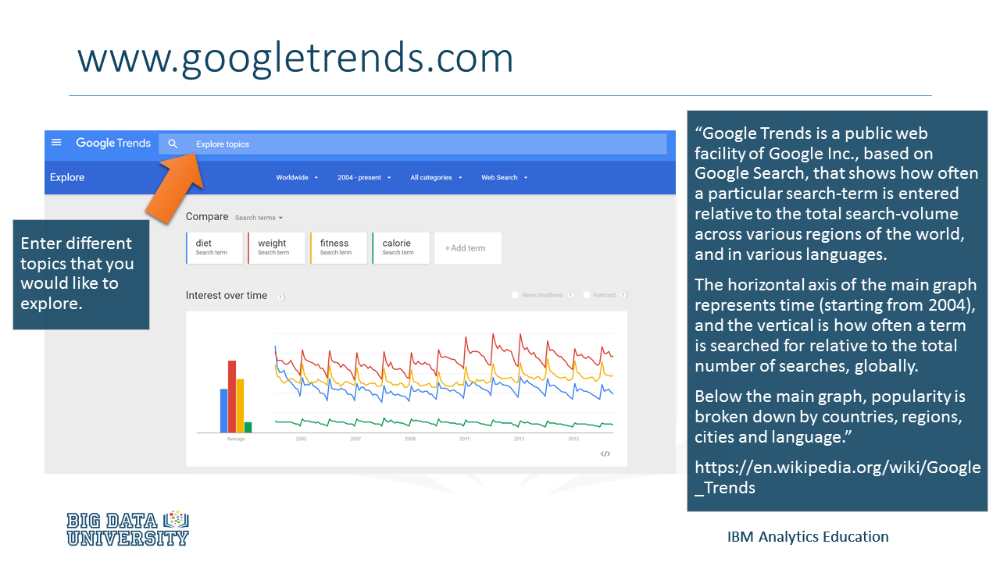 www.googletrends.com
Google Trends
Explore topics
Explore
Worldwide
2004 - present
All categories
Web Search
Compare
Search terms
diet
Search term
weight
Search term
fitness
Search term
calorie
Search term
+ Add term
Interest over time
?
News headlines
?
Forecast
?
Average
2005
2007
2009
2011
2013
2015
</>
Enter different
topics that you
would like to
explore.
“Google Trends is a public web
facility of Google Inc., based on
Google Search, that shows how often
a particular search-term is entered
relative to the total search-volume
across various regions of the world,
and in various languages.
The horizontal axis of the main graph
represents time (starting from 2004),
and the vertical is how often a term
is searched for relative to the total
number of searches, globally.
Below the main graph, popularity is
broken down by countries, regions,
cities and language.”
https://en.wikipedia.org/wiki/Google
_Trends
BIG DATA
UNIVERSITY
IBM Analytics Education